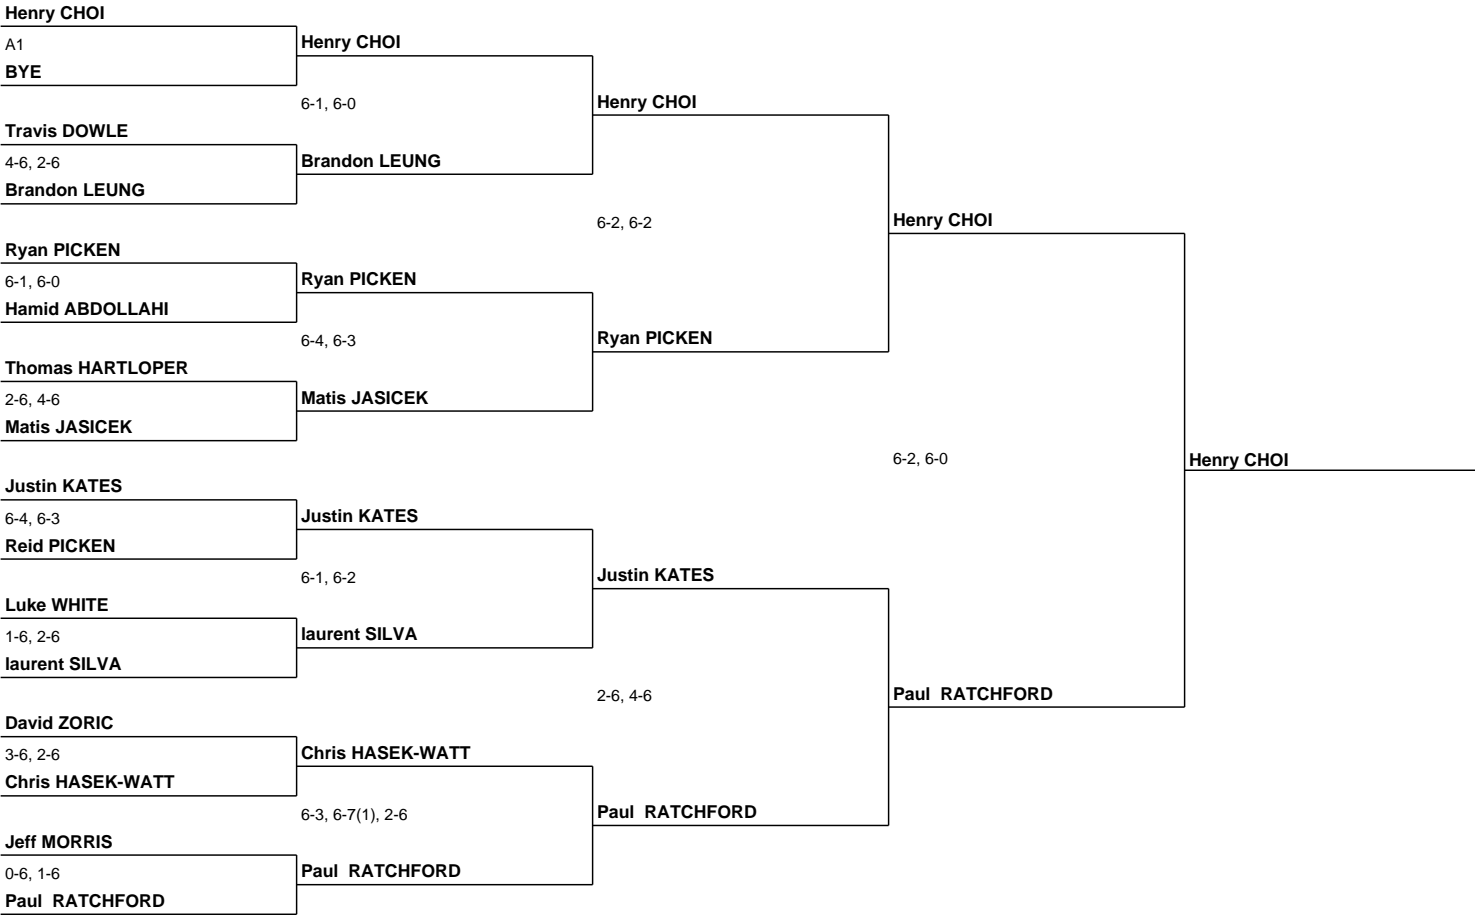 Henry CHOI
A1
BYE
Travis DOWLE
4-6, 2-6
Brandon LEUNG
Ryan PICKEN
6-1, 6-0
Hamid ABDOLLAHI
Thomas HARTLOPER
2-6, 4-6
Matis JASICEK
Justin KATES
6-4, 6-3
Reid PICKEN
Luke WHITE
1-6, 2-6
laurent SILVA
David ZORIC
3-6, 2-6
Chris HASEK-WATT
Jeff MORRIS
0-6, 1-6
Paul  RATCHFORD
Henry CHOI
6-1, 6-0
Brandon LEUNG
Ryan PICKEN
6-4, 6-3
Matis JASICEK
Justin KATES
6-1, 6-2
laurent SILVA
Chris HASEK-WATT
6-3, 6-7(1), 2-6
Paul  RATCHFORD
Henry CHOI
6-2, 6-2
Ryan PICKEN
Justin KATES
2-6, 4-6
Paul  RATCHFORD
Henry CHOI
6-2, 6-0
Paul  RATCHFORD
Henry CHOI